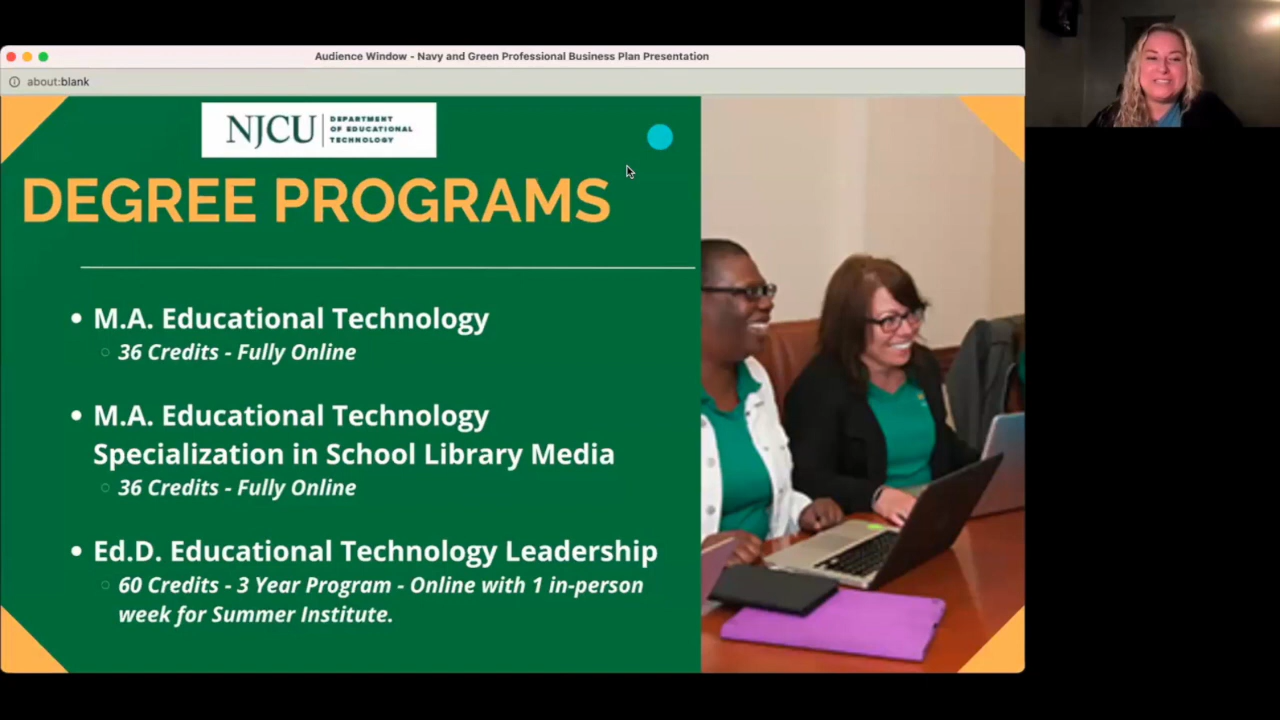 Audience Window - Navy and Green Professional Business Plan Presentation
about:blank
NJCU
DEPARTMENT
OF EDUCATIONAL
TECHNOLOGY
DEGREE PROGRAMS
• M.A. Educational Technology
○ 36 Credits - Fully Online
• M.A. Educational Technology
Specialization in School Library Media
○ 36 Credits - Fully Online
• Ed.D. Educational Technology Leadership
○ 60 Credits - 3 Year Program - Online with 1 in-person
week for Summer Institute.